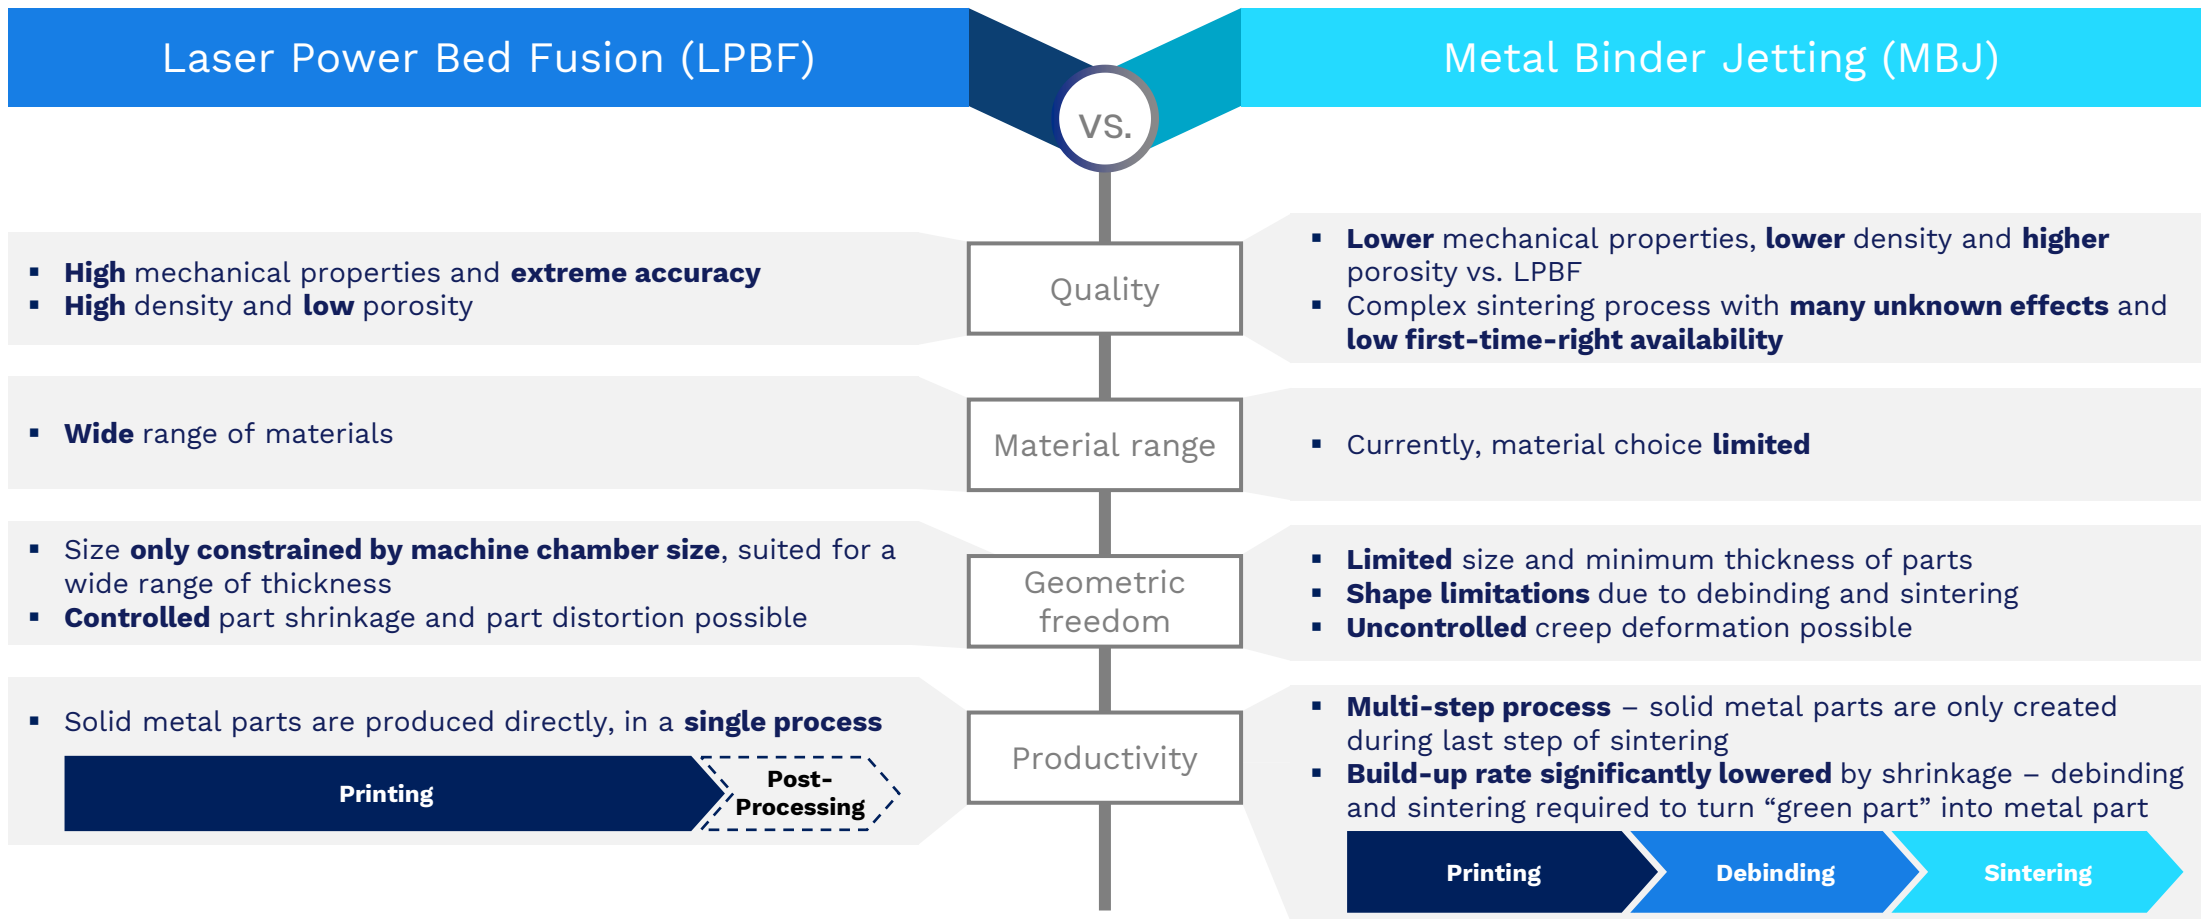 Laser Power Bed Fusion (LPBF)
vs.
Metal Binder Jetting (MBJ)
▪ High mechanical properties and extreme accuracy
▪ High density and low porosity
Quality
▪ Lower mechanical properties, lower density and higher
porosity vs. LPBF
▪ Complex sintering process with many unknown effects and
low first-time-right availability
▪ Wide range of materials
Material range
▪ Currently, material choice limited
▪ Size only constrained by machine chamber size, suited for a
wide range of thickness
▪ Controlled part shrinkage and part distortion possible
Geometric
freedom
▪ Limited size and minimum thickness of parts
▪ Shape limitations due to debinding and sintering
▪ Uncontrolled creep deformation possible
▪ Solid metal parts are produced directly, in a single process
Printing
Post-
Processing
Productivity
▪ Multi-step process – solid metal parts are only created
during last step of sintering
▪ Build-up rate significantly lowered by shrinkage – debinding
and sintering required to turn “green part” into metal part
Printing
Debinding
Sintering